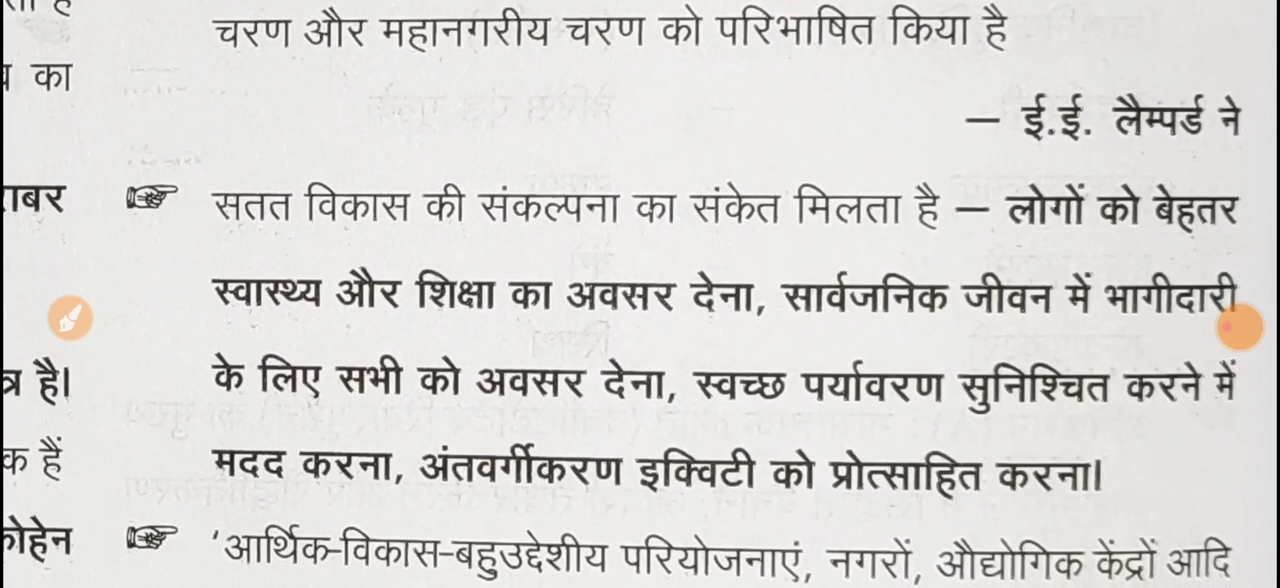 चरण और महानगरीय चरण को परिभाषित किया है
का
— ई.ई. लैम्पर्ड ने
सतत विकास की संकल्पना का संकेत मिलता है — लोगों को बेहतर
स्वास्थ्य और शिक्षा का अवसर देना, सार्वजनिक जीवन में भागीदारी
के लिए सभी को अवसर देना, स्वच्छ पर्यावरण सुनिश्चित करने में
है।
मदद करना, अंतवर्गीकरण इक्विटी को प्रोत्साहित करना।
हैं
'आर्थिक-विकास-बहुउद्देशीय परियोजनाएं, नगरों, औद्योगिक केंद्रों आदि